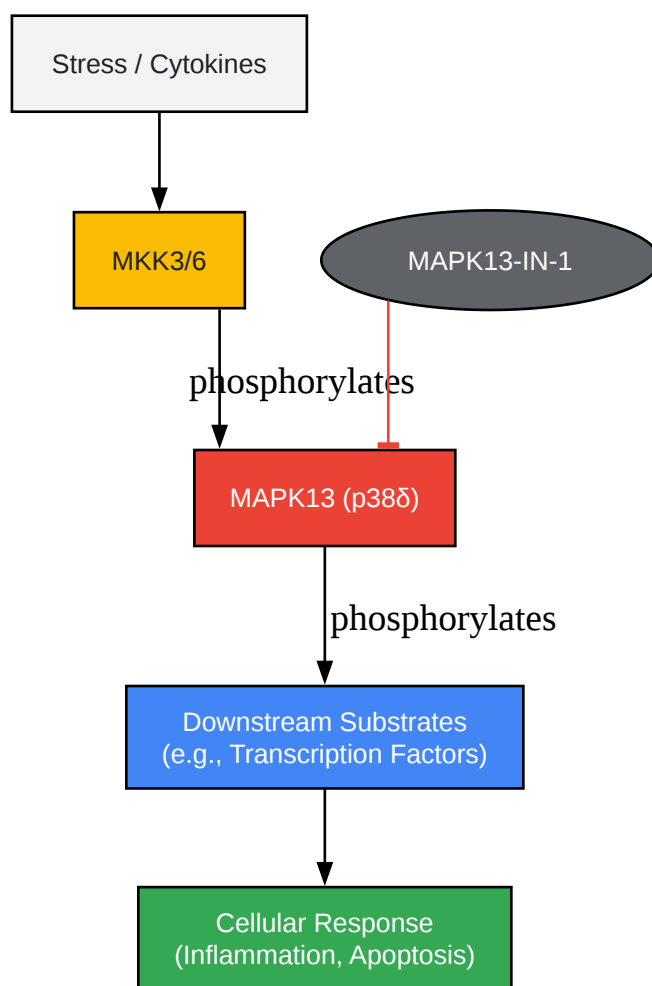 Stress / Cytokines
MKK3/6
MAPK13-IN-1
phosphorylates
MAPK13 (p38δ)
phosphorylates
Downstream Substrates
(e.g., Transcription Factors)
Cellular Response
(Inflammation, Apoptosis)